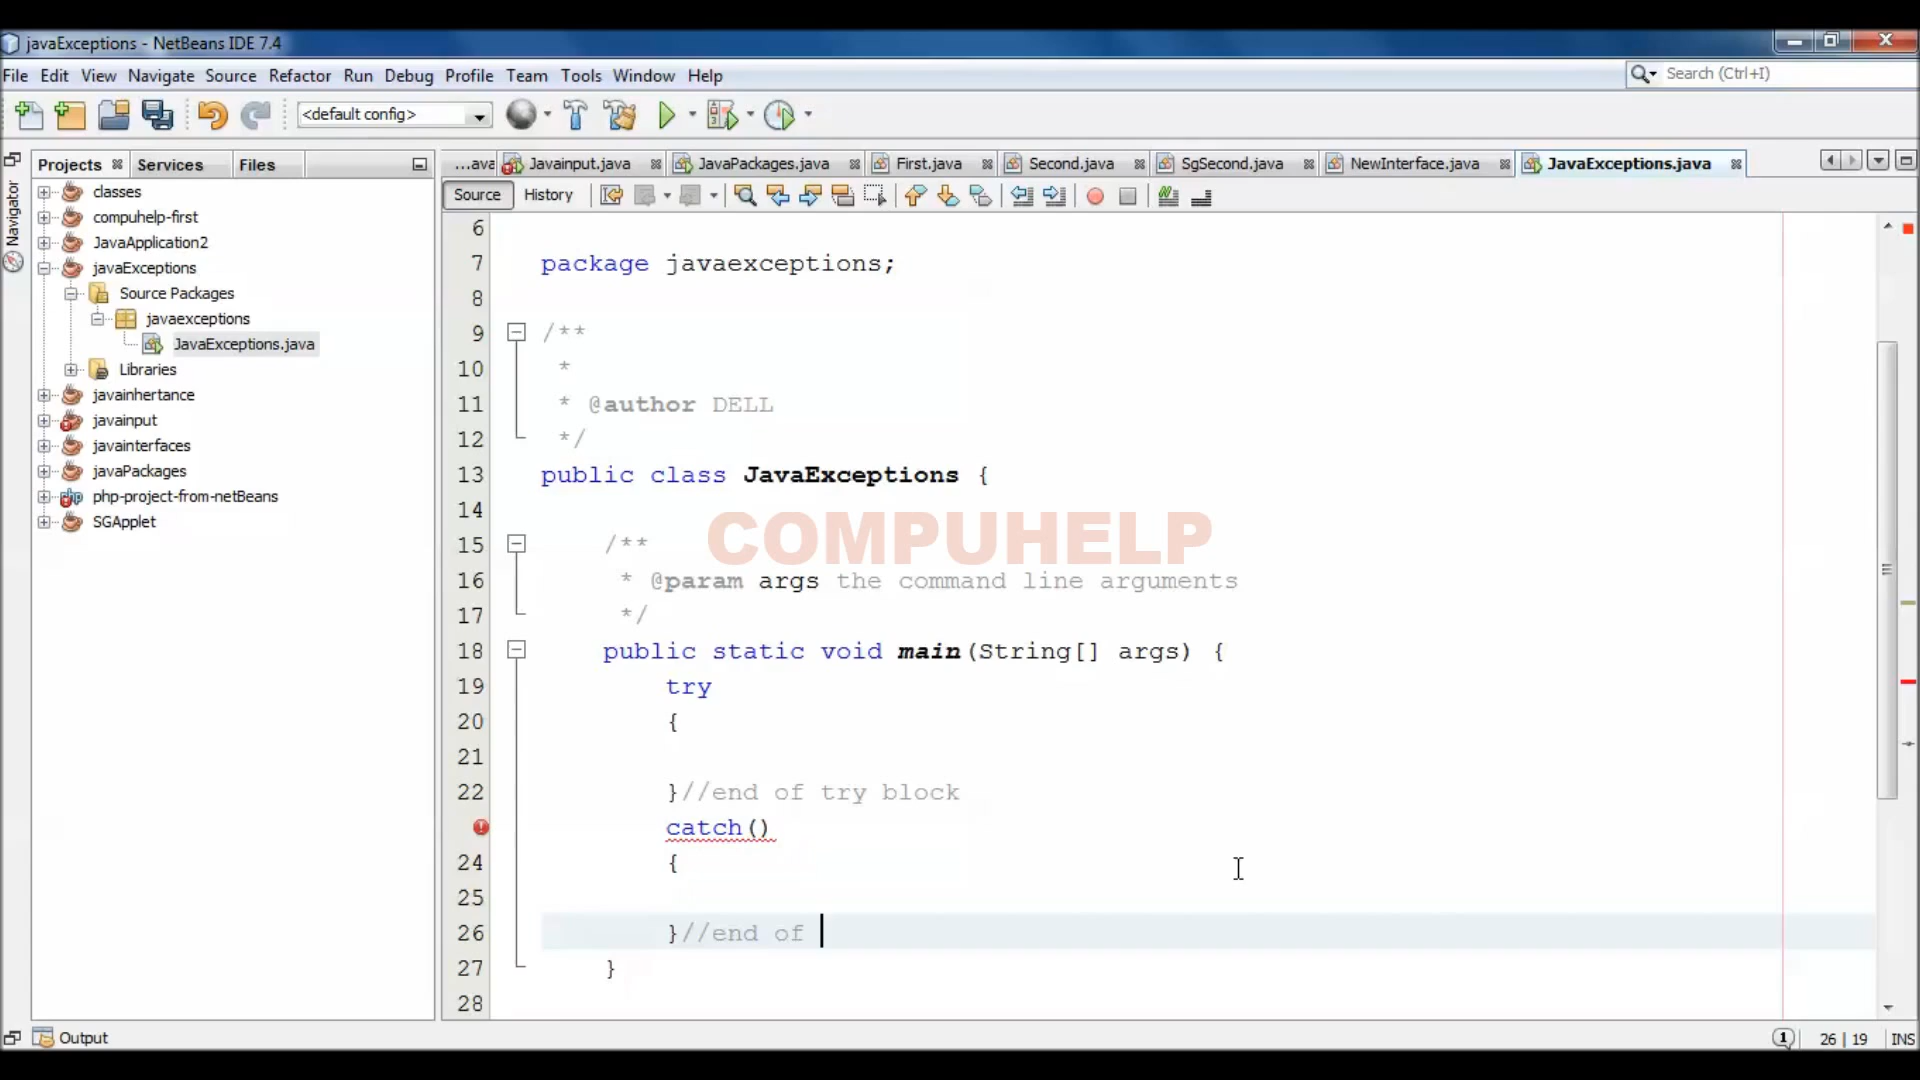 javaExceptions - NetBeans IDE 7.4
File Edit View Navigate Source Refactor Run Debug Profile Team Tools Window Help
Search (Ctrl+I)
<default config>
Projects Services Files
...ava Javainput.java JavaPackages.java First.java Second.java SgSecond.java NewInterface.java JavaExceptions.java
Source History
Navigator
classes
compuhelp-first
JavaApplication2
javaExceptions
Source Packages
javaexceptions
JavaExceptions.java
Libraries
javainhertance
javainput
javainterfaces
javaPackages
php-project-from-netBeans
SGApplet
6
7 package javaexceptions;
8
9 /**
10 *
11 * @author DELL
12 */
13 public class JavaExceptions {
14
COMPUHELP
15 /**
16 * @param args the command line arguments
17 */
18 public static void main(String[] args) {
19 try
20 {
21
22 }//end of try block
catch()
24 {
25
26 }//end of
27 }
28
Output
1 26 | 19 INS